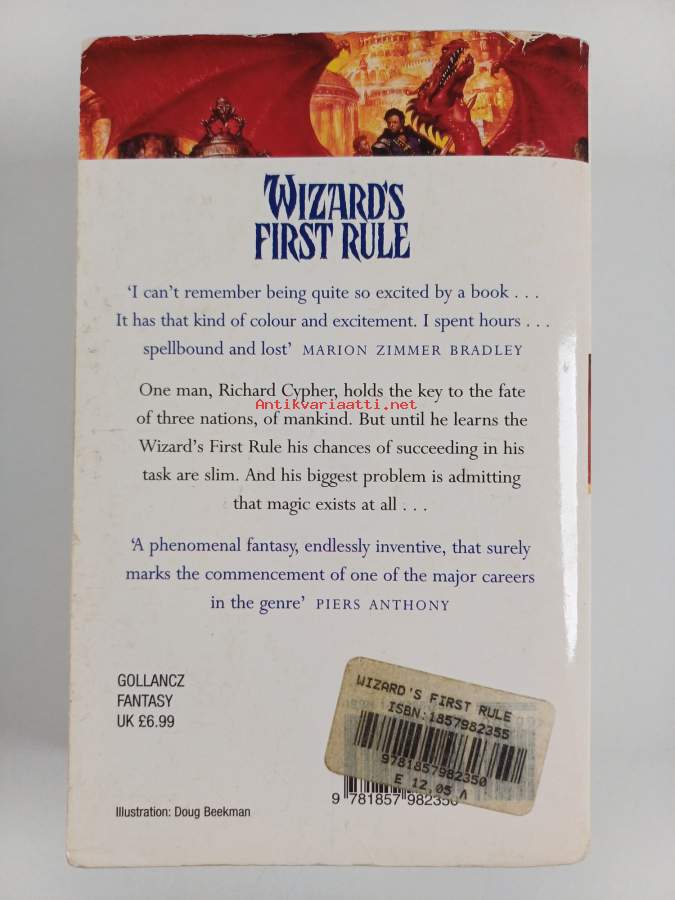 WIZARD'S
FIRST RULE
‘I can’t remember being quite so excited by a book . . .
It has that kind of colour and excitement. I spent hours . . .
spellbound and lost’ MARION ZIMMER BRADLEY
One man, Richard Cypher, holds the key to the fate
Antikvariaatti.net
of three nations, of mankind. But until he learns the
Wizard’s First Rule his chances of succeeding in his
task are slim. And his biggest problem is admitting
that magic exists at all . . .
‘A phenomenal fantasy, endlessly inventive, that surely
marks the commencement of one of the major careers
in the genre’ PIERS ANTHONY
GOLLANCZ
FANTASY
UK £6.99
WIZARD'S FIRST RULE
ISBN:1857982355
9781857982350
E 12,05 A
9 781857 982350
Illustration: Doug Beekman